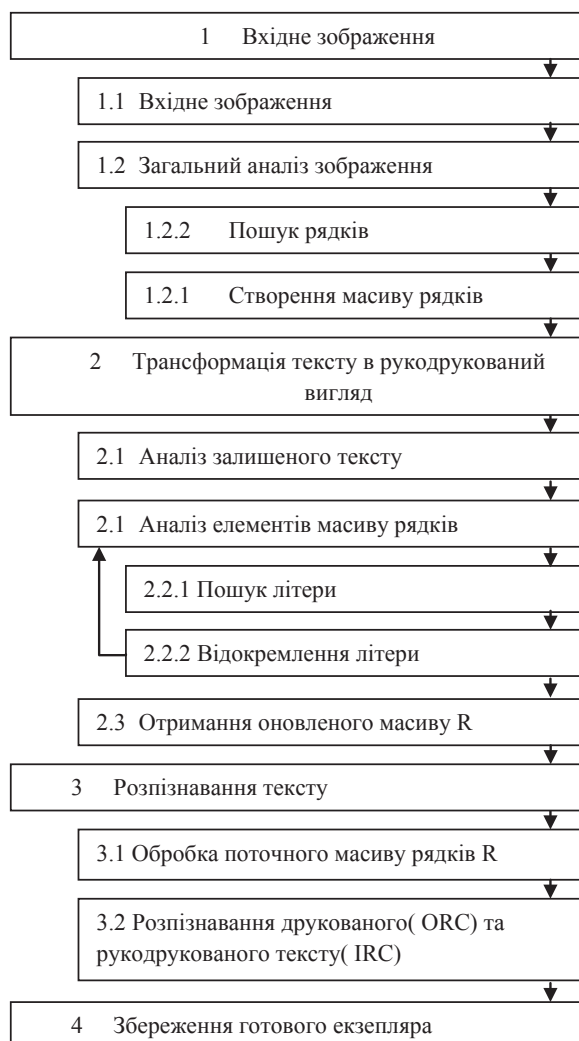 1 Вхідне зображення
1.1 Вхідне зображення
1.2 Загальний аналіз зображення
1.2.2 Пошук рядків
1.2.1 Створення масиву рядків
2 Трансформація тексту в рукодрукований
вигляд
2.1 Аналіз залишеного тексту
2.1 Аналіз елементів масиву рядків
2.2.1 Пошук літери
2.2.2 Відокремлення літери
2.3 Отримання оновленого масиву R
3 Розпізнавання тексту
3.1 Обробка поточного масиву рядків R
3.2 Розпізнавання друкованого( ORC) та
рукодрукованого тексту( IRC)
4 Збереження готового екзепляра